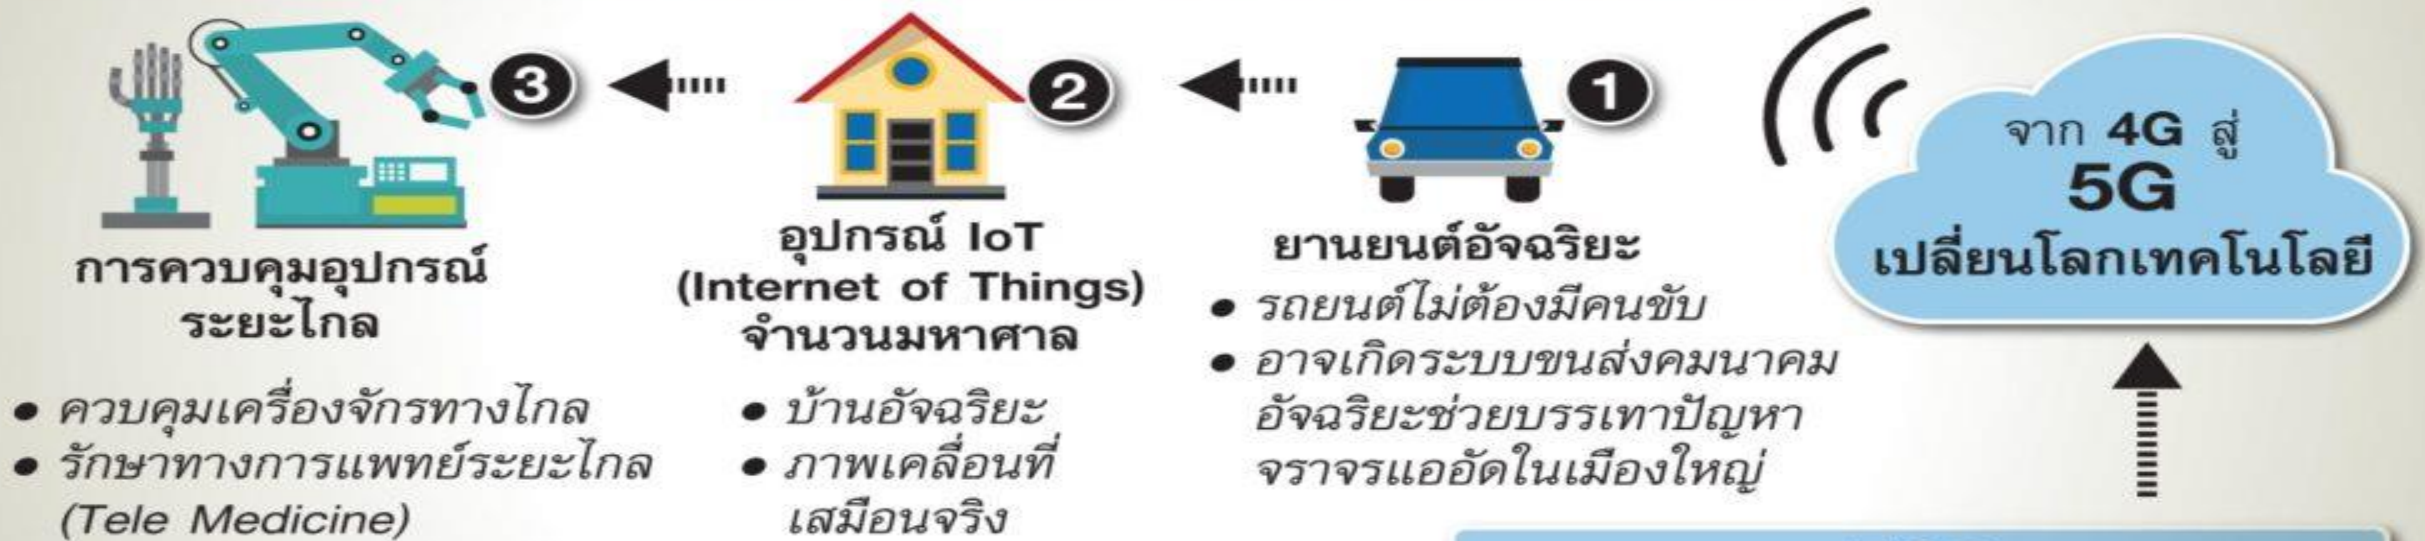 จาก 4G สู่
5G
เปลี่ยนโลกเทคโนโลยี
1
ยานยนต์อัจฉริยะ
• รถยนต์ไม่ต้องมีคนขับ
• อาจเกิดระบบขนส่งคมนาคม
อัจฉริยะช่วยบรรเทาปัญหา
จราจรแออัดในเมืองใหญ่
2
อุปกรณ์ IoT
(Internet of Things)
จำนวนมหาศาล
• บ้านอัจฉริยะ
• ภาพเคลื่อนที่
เสมือนจริง
3
การควบคุมอุปกรณ์
ระยะไกล
• ควบคุมเครื่องจักรทางไกล
• รักษาทางการแพทย์ระยะไกล
(Tele Medicine)